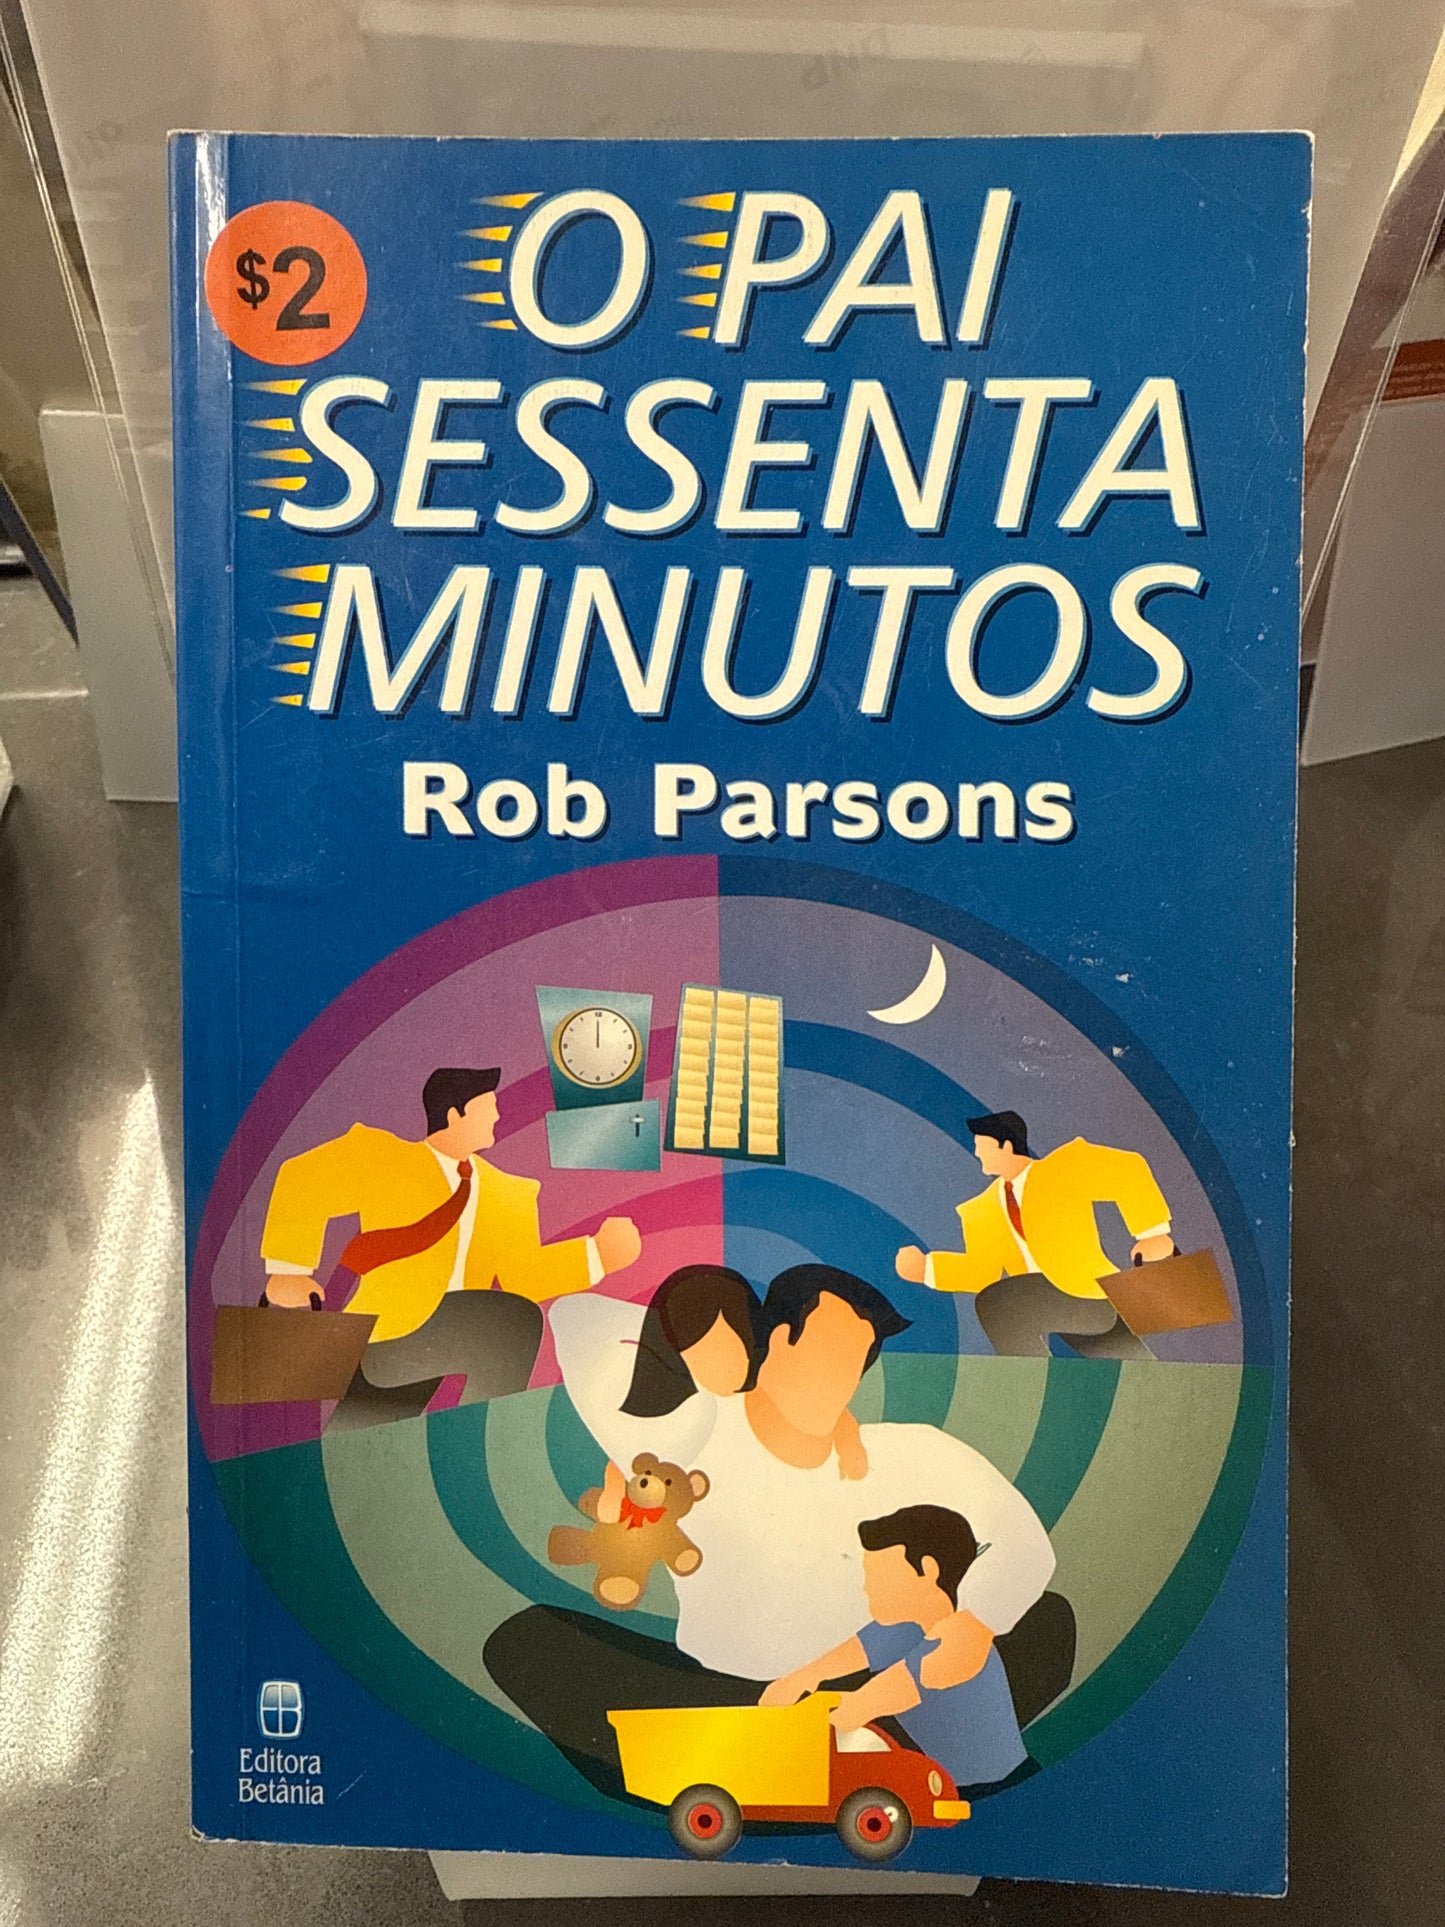 $2
O PAI
SESSENTA
MINUTOS
Rob Parsons
Editora
Betânia